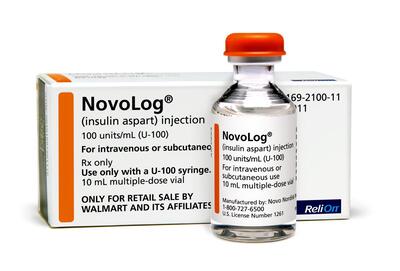 NovoLog®
(insulin aspart) injection
100 units/mL (U-100)
For intravenous or subcutaneo
Rx only
Use only with a U-100 syringe.
10 mL multiple-dose vial
ONLY FOR RETAIL SALE BY
WALMART AND ITS AFFILIATES
169-2100-11
11
ReliOn
NovoLog®
(insulin aspart) injection
100 units/mL (U-100)
For intravenous or
subcutaneous use
10 mL multiple-dose vial
Manufactured by: Novo Nordisk
1-800-727-6500
U.S. License Number 1261